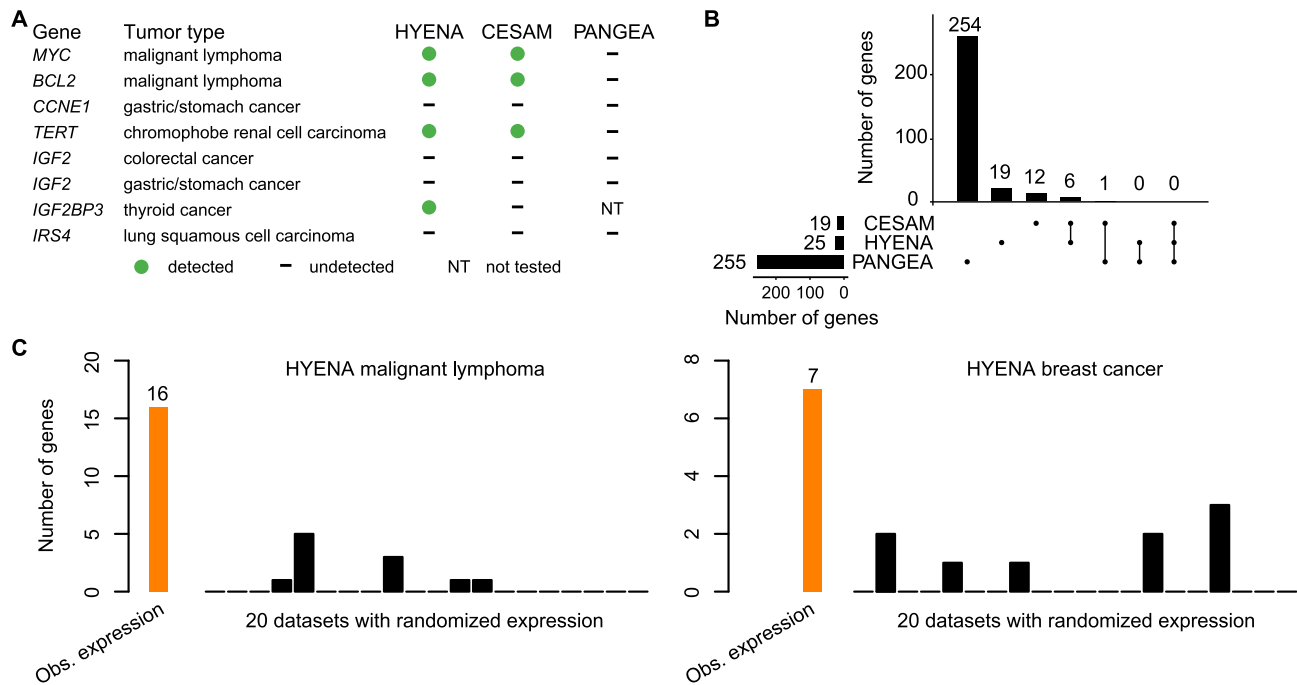 A
Gene Tumor type HYENA CESAM PANGEA
MYC malignant lymphoma –
BCL2 malignant lymphoma –
CCNE1 gastric/stomach cancer – – –
TERT chromophobe renal cell carcinoma –
IGF2 colorectal cancer – – –
IGF2 gastric/stomach cancer – – –
IGF2BP3 thyroid cancer – NT
IRS4 lung squamous cell carcinoma – – –
detected – undetected NT not tested
B
Number of genes
200
100
0
254 19 12 6 1 0 0
19 CESAM
25 HYENA
255 PANGEA
200 100 0
Number of genes
C
HYENA malignant lymphoma
Number of genes
20
15
10
5
0
16
Obs. expression
20 datasets with randomized expression
HYENA breast cancer
8
6
4
2
0
7
Obs. expression
20 datasets with randomized expression